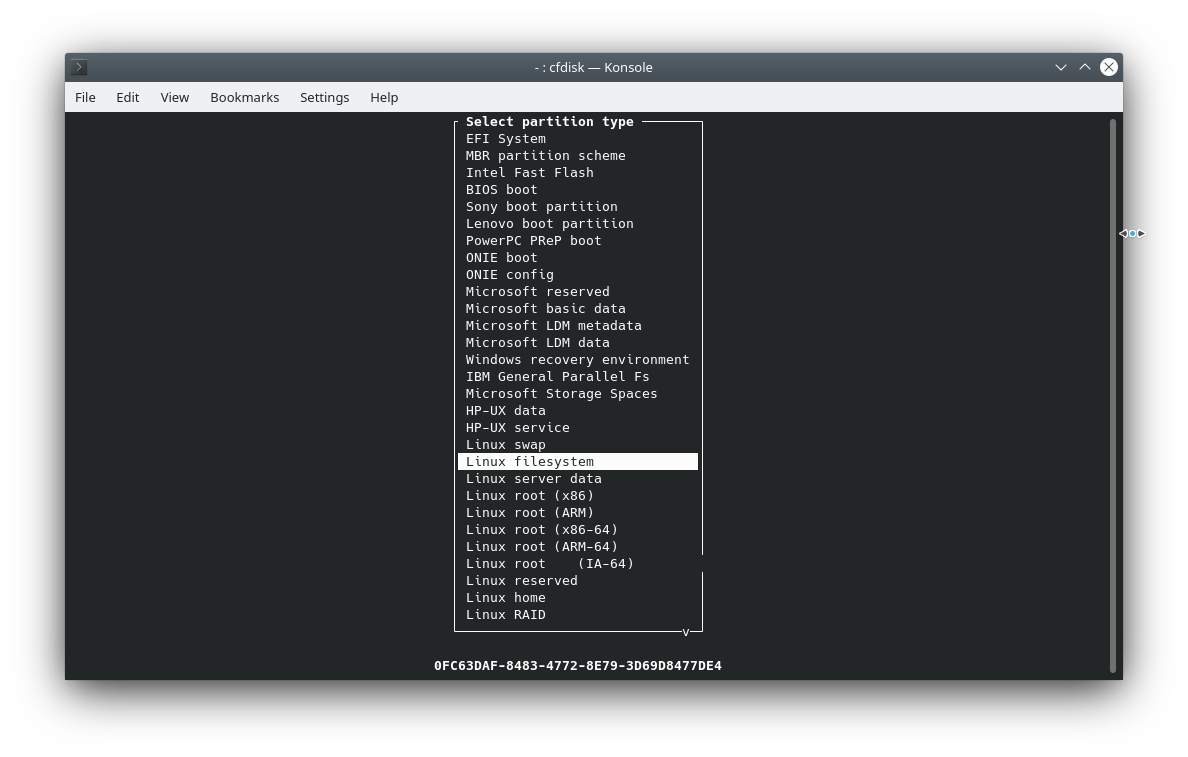 - : cfdisk — Konsole
File Edit View Bookmarks Settings Help
Select partition type
EFI System
MBR partition scheme
Intel Fast Flash
BIOS boot
Sony boot partition
Lenovo boot partition
PowerPC PReP boot
ONIE boot
ONIE config
Microsoft reserved
Microsoft basic data
Microsoft LDM metadata
Microsoft LDM data
Windows recovery environment
IBM General Parallel Fs
Microsoft Storage Spaces
HP-UX data
HP-UX service
Linux swap
Linux filesystem
Linux server data
Linux root (x86)
Linux root (ARM)
Linux root (x86-64)
Linux root (ARM-64)
Linux root    (IA-64)
Linux reserved
Linux home
Linux RAID
v
0FC63DAF-8483-4772-8E79-3D69D8477DE4